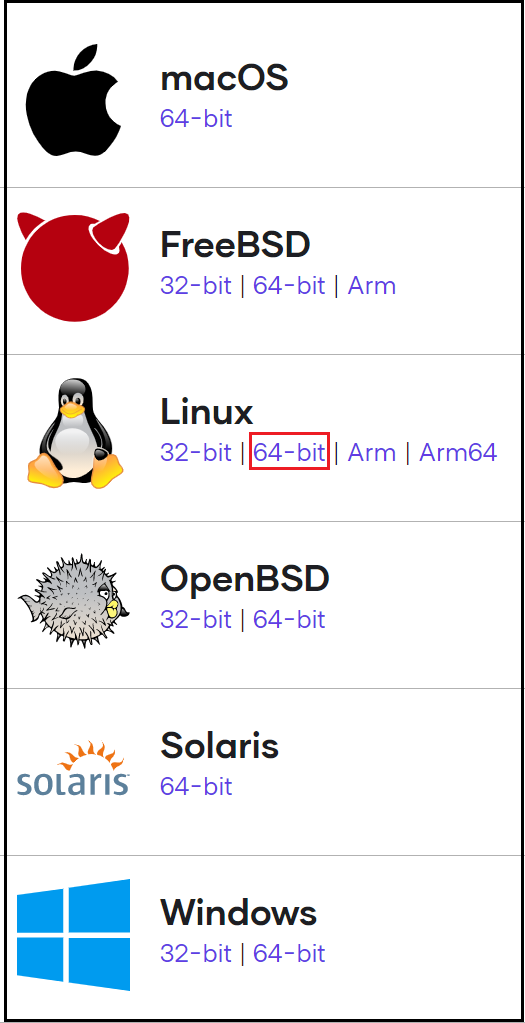 macOS
64-bit
FreeBSD
32-bit | 64-bit | Arm
Linux
32-bit | 64-bit | Arm | Arm64
OpenBSD
32-bit | 64-bit
solaris
Solaris
64-bit
Windows
32-bit | 64-bit